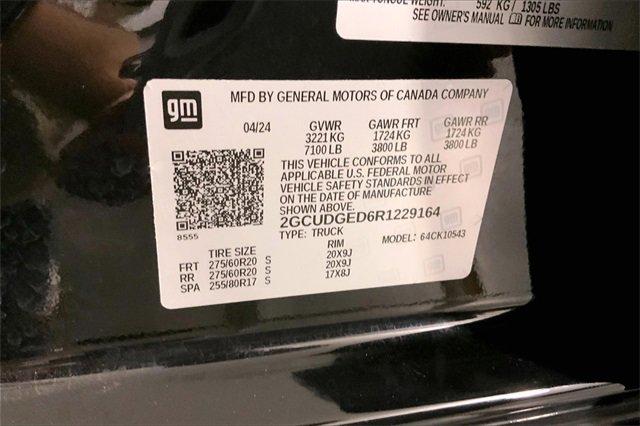 592 KG / 1305 LBS
SEE OWNER'S MANUAL FOR MORE INFORMATION
gm
MFD BY GENERAL MOTORS OF CANADA COMPANY
04/24 GVWR GAWR FRT GAWR RR
3221 KG 1724 KG 1724 KG
7100 LB 3800 LB 3800 LB
THIS VEHICLE CONFORMS TO ALL
APPLICABLE U.S. FEDERAL MOTOR
VEHICLE SAFETY STANDARDS IN EFFECT
ON THE DATE OF MANUFACTURE
SHOWN ABOVE.
2GCUDGED6R1229164
8555 TYPE: TRUCK MODEL: 64CK10543
TIRE SIZE RIM
FRT 275/60R20 S 20X9J
RR 275/60R20 S 20X9J
SPA 255/80R17 S 17X8J